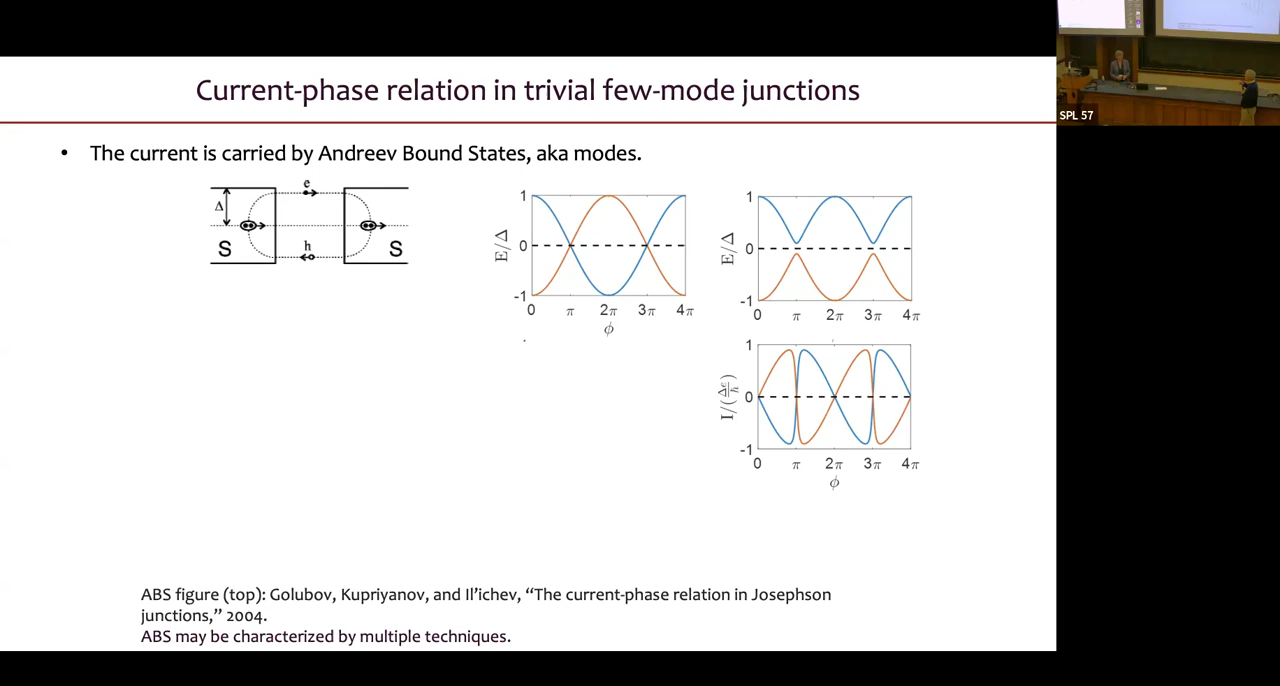 Current-phase relation in trivial few-mode junctions
SPL 57
• The current is carried by Andreev Bound States, aka modes.
e
Δ
S
h
S
1
0
-1
E/Δ
0 π 2π 3π 4π
ϕ
1
0
-1
E/Δ
0 π 2π 3π 4π
1
0
-1
I/(Δe/ħ)
0 π 2π 3π 4π
ϕ
ABS figure (top): Golubov, Kupriyanov, and Il’ichev, “The current-phase relation in Josephson
junctions,” 2004.
ABS may be characterized by multiple techniques.